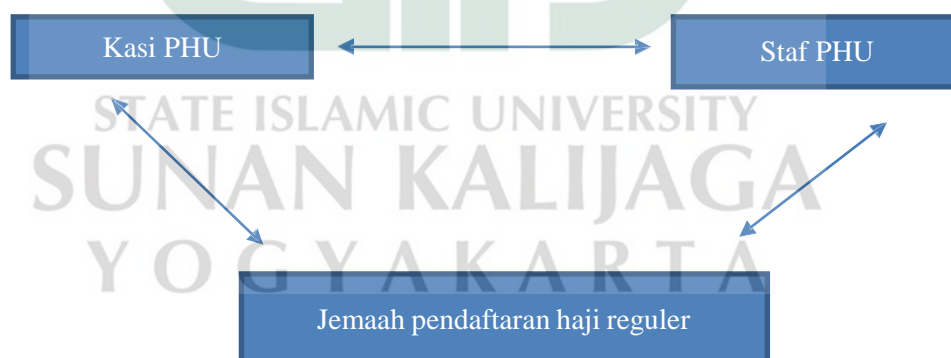 Kasi PHU
Staf PHU
STATE ISLAMIC UNIVERSITY
SUNAN KALIJAGA
YOGYAKARTA
Jemaah pendaftaran haji reguler